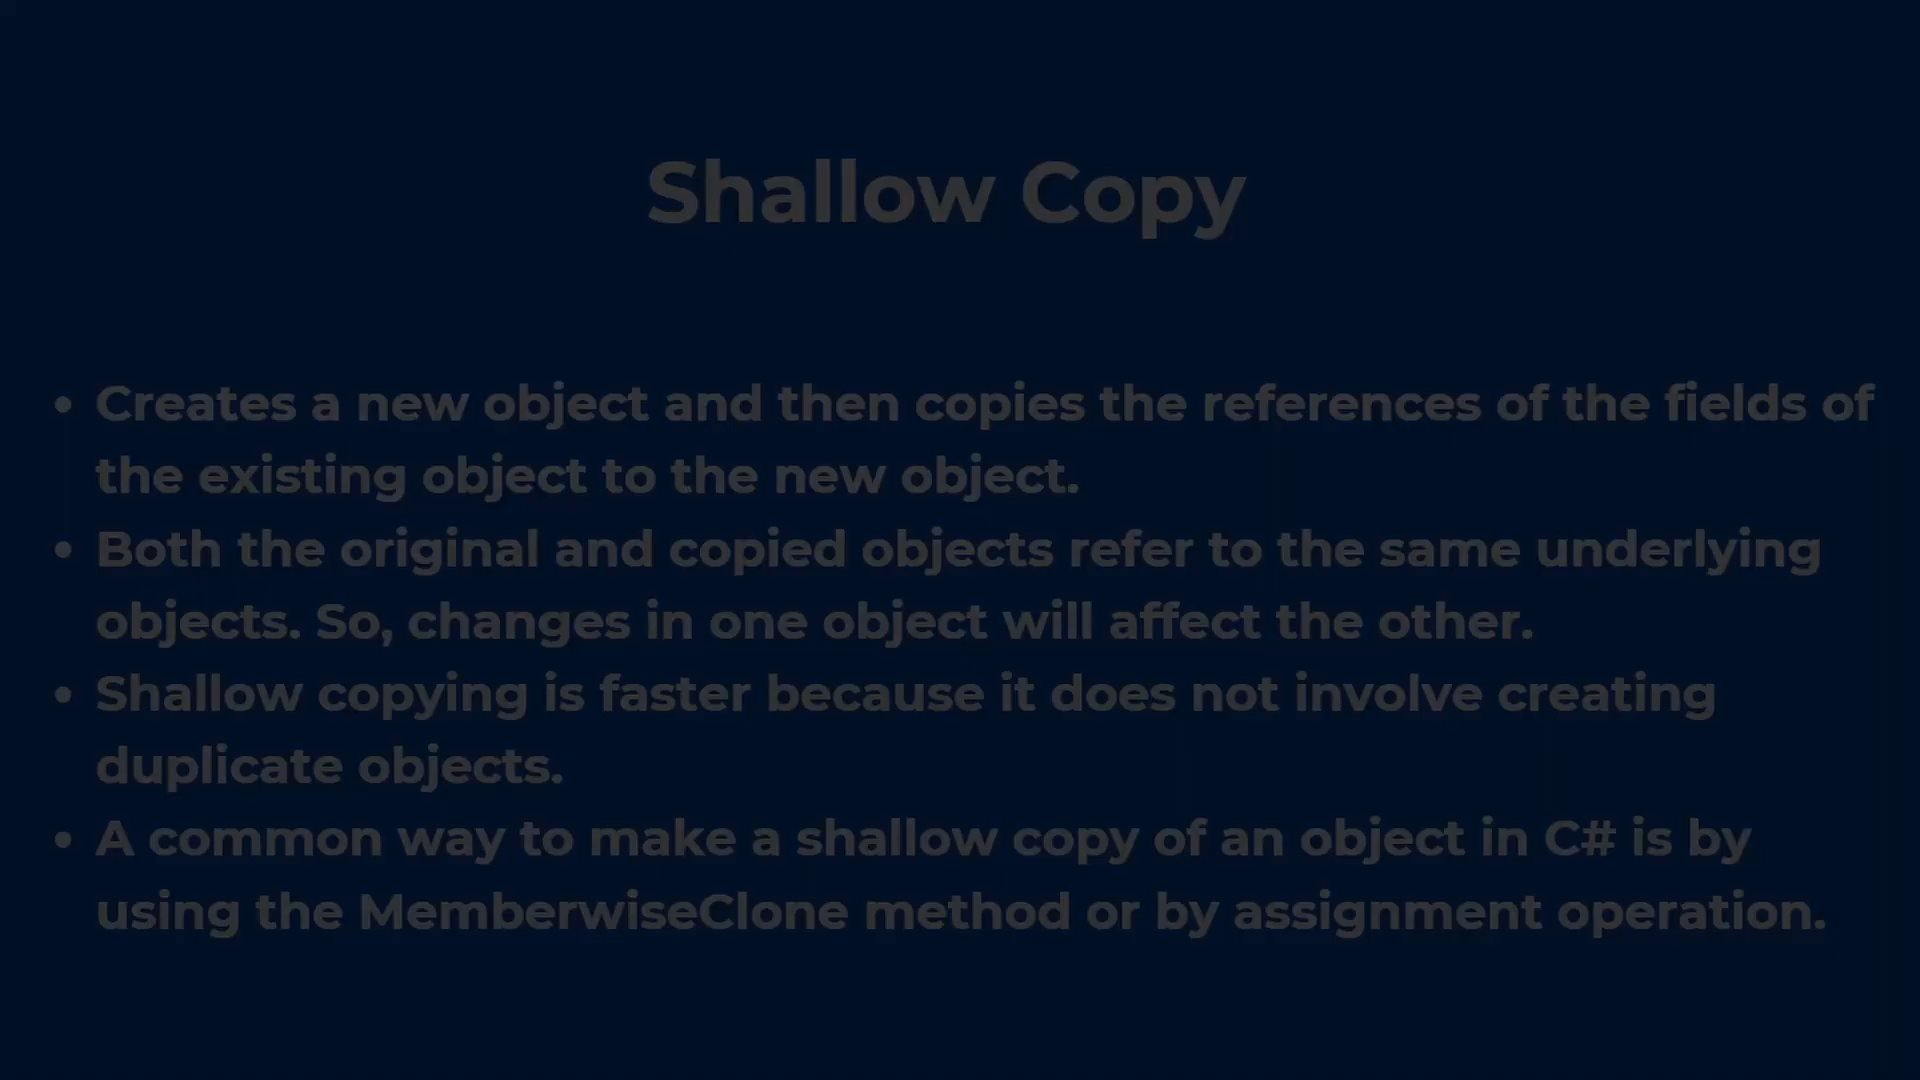 Shallow Copy
• Creates a new object and then copies the references of the fields of
the existing object to the new object.
• Both the original and copied objects refer to the same underlying
objects. So, changes in one object will affect the other.
• Shallow copying is faster because it does not involve creating
duplicate objects.
• A common way to make a shallow copy of an object in C# is by
using the MemberwiseClone method or by assignment operation.